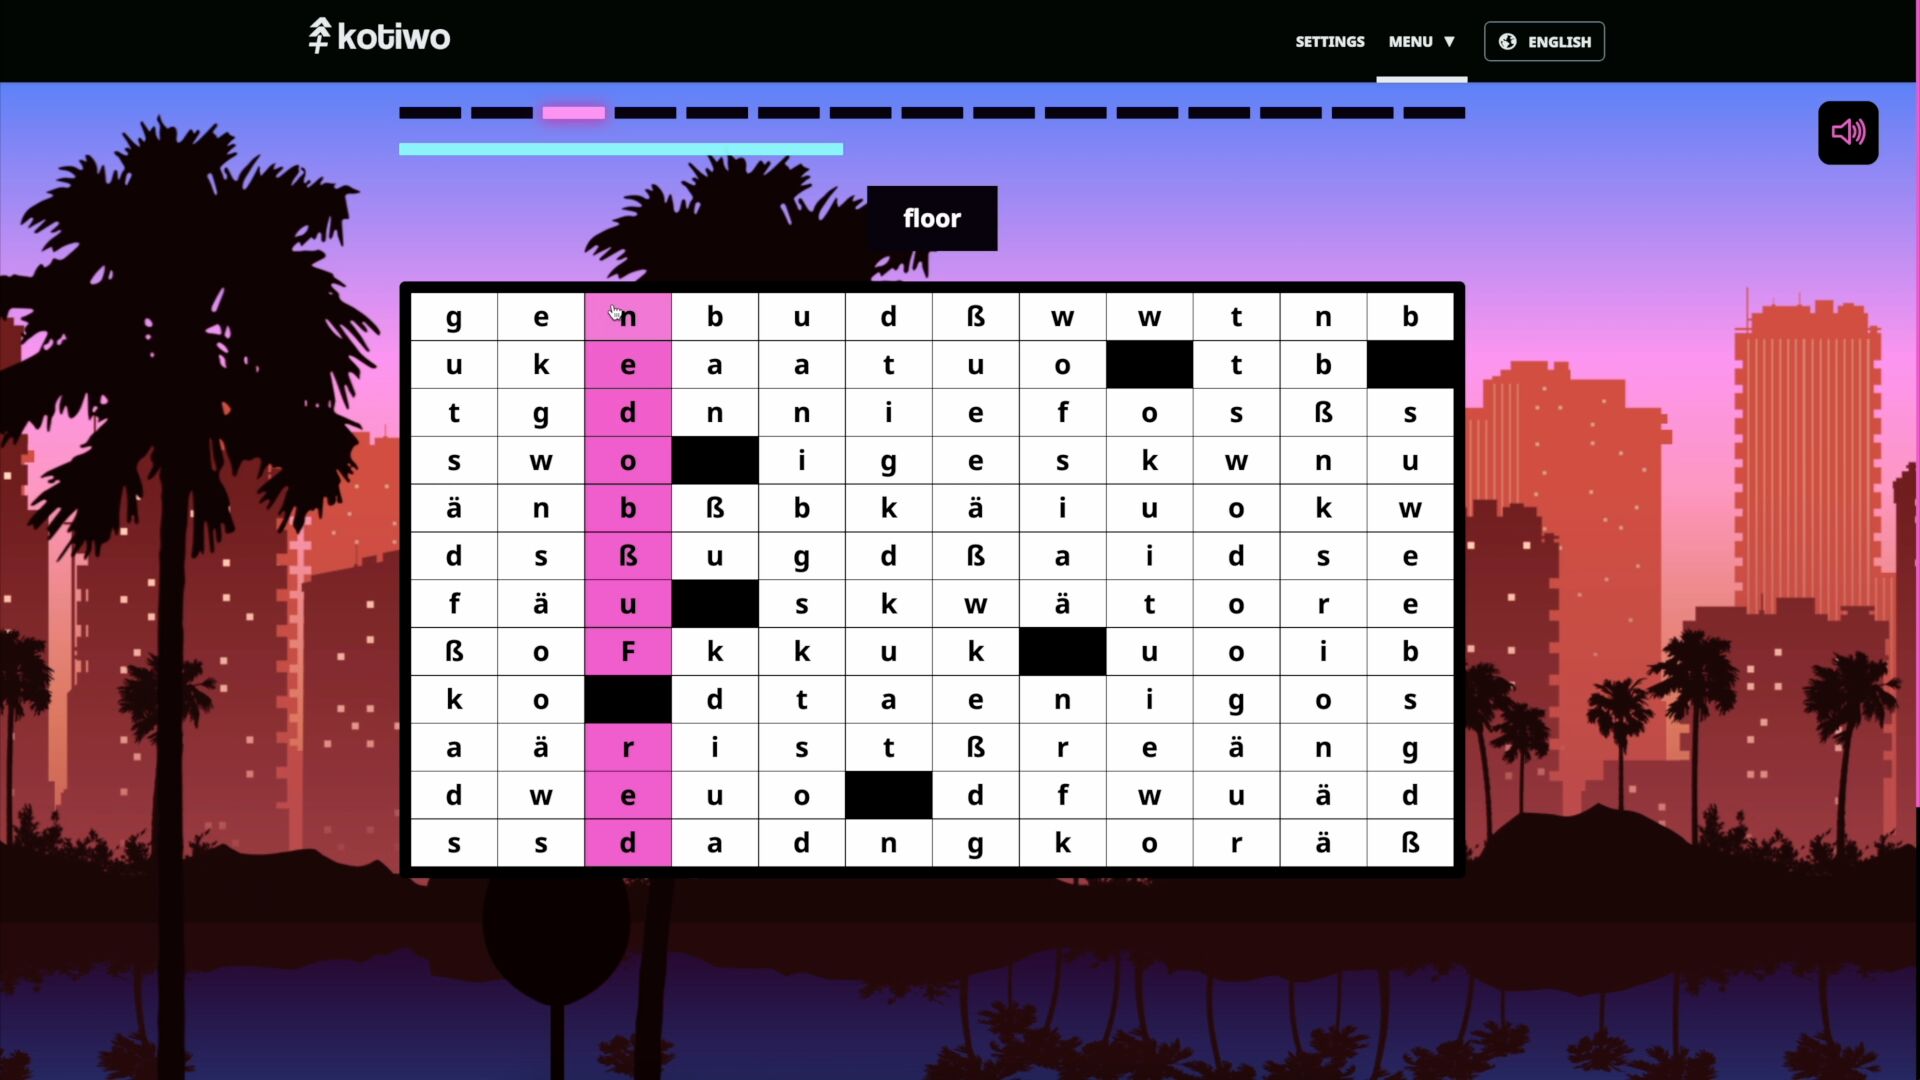 kotiwo
SETTINGS MENU ▼ ENGLISH
floor
g e n b u d ß w w t n b
u k e a a t u o t b
t g d n n i e f o s ß s
s w o i g e s k w n u
ä n b ß b k ä i u o k w
d s ß u g d ß a i d s e
f ä u s k w ä t o r e
ß o F k k u k u o i b
k o d t a e n i g o s
a ä r i s t ß r e ä n g
d w e u o d f w u ä d
s s d a d n g k o r ä ß